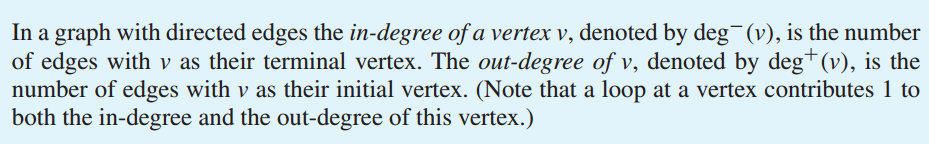 In a graph with directed edges the in-degree of a vertex v, denoted by deg⁻(v), is the number
of edges with v as their terminal vertex. The out-degree of v, denoted by deg⁺(v), is the
number of edges with v as their initial vertex. (Note that a loop at a vertex contributes 1 to
both the in-degree and the out-degree of this vertex.)